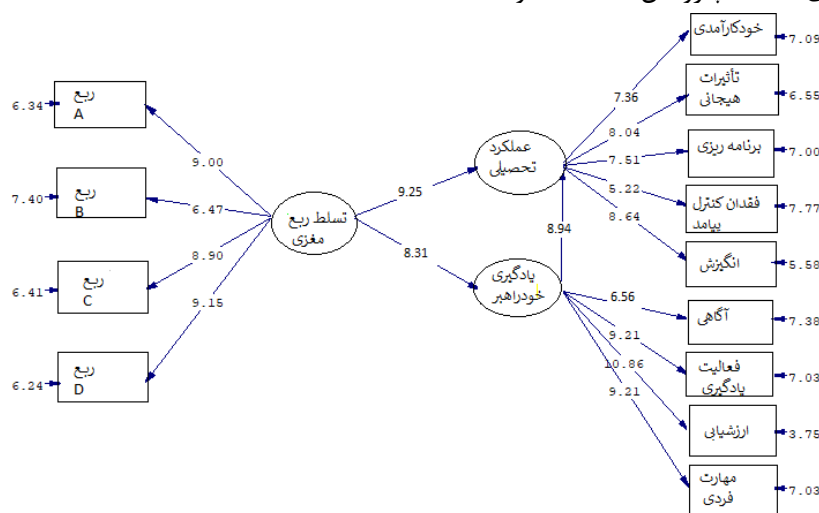 خودکارآمدی
7.09
7.36
تأثیرات
هیجانی
6.55
ربع
A
6.34
8.04
عملکرد
تحصیلی
برنامه ریزی
7.00
7.51
9.00
ربع
B
7.40
6.47
9.25
5.22
فقدان کنترل
پیامد
7.77
تسلط ربع
مغزی
8.94
8.64
انگیزش
5.58
8.90
8.31
ربع
C
6.41
یادگیری
خودراهبر
6.56
آگاهی
7.38
9.15
9.21
فعالیت
یادگیری
7.03
ربع
D
6.24
10.86
9.21
ارزشیابی
3.75
مهارت
فردی
7.03